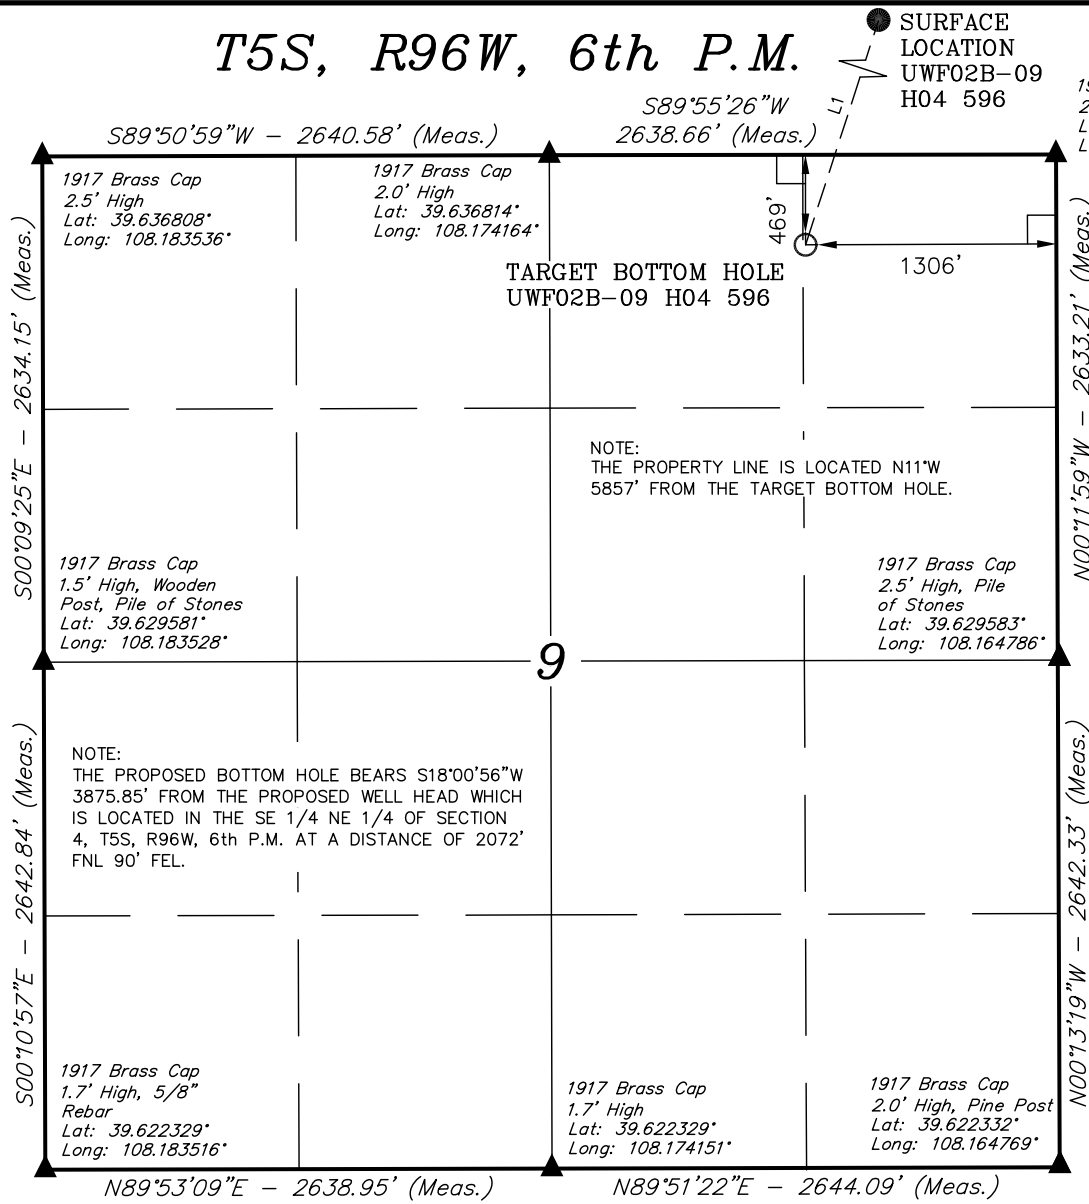 T5S, R96W, 6th P.M.
SURFACE
LOCATION
UWF02B-09
H04 596
L1
S89°50'59"W - 2640.58' (Meas.)
S89°55'26"W
2638.66' (Meas.)
1917 Brass Cap
2.5' High
Lat: 39.636808°
Long: 108.183536°
1917 Brass Cap
2.0' High
Lat: 39.636814°
Long: 108.174164°
469'
1306'
TARGET BOTTOM HOLE
UWF02B-09 H04 596
S00°09'25"E - 2634.15' (Meas.)
N00°11'59"W - 2633.21' (Meas.)
NOTE:
THE PROPERTY LINE IS LOCATED N11°W
5857' FROM THE TARGET BOTTOM HOLE.
1917 Brass Cap
1.5' High, Wooden
Post, Pile of Stones
Lat: 39.629581°
Long: 108.183528°
1917 Brass Cap
2.5' High, Pile
of Stones
Lat: 39.629583°
Long: 108.164786°
9
NOTE:
THE PROPOSED BOTTOM HOLE BEARS S18°00'56"W
3875.85' FROM THE PROPOSED WELL HEAD WHICH
IS LOCATED IN THE SE 1/4 NE 1/4 OF SECTION
4, T5S, R96W, 6th P.M. AT A DISTANCE OF 2072'
FNL 90' FEL.
S00°10'57"E - 2642.84' (Meas.)
N00°13'19"W - 2642.33' (Meas.)
1917 Brass Cap
1.7' High, 5/8"
Rebar
Lat: 39.622329°
Long: 108.183516°
1917 Brass Cap
1.7' High
Lat: 39.622329°
Long: 108.174151°
1917 Brass Cap
2.0' High, Pine Post
Lat: 39.622332°
Long: 108.164769°
N89°53'09"E - 2638.95' (Meas.)
N89°51'22"E - 2644.09' (Meas.)